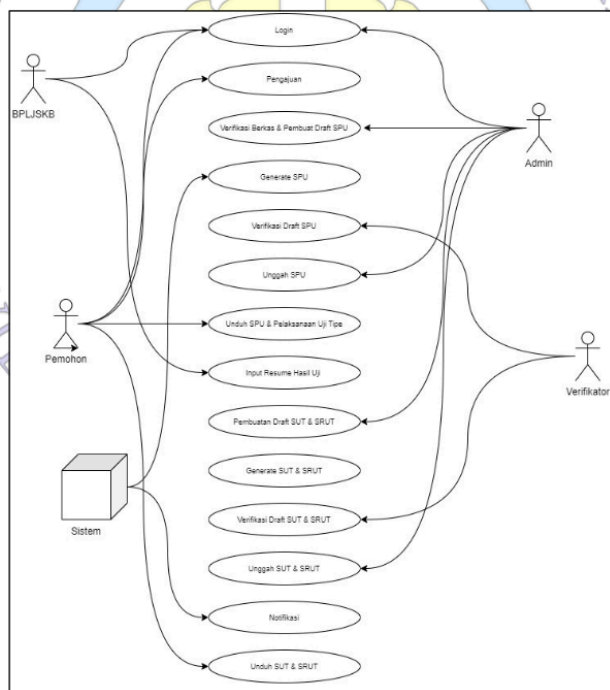 Login
BPLJSKB
Pengajuan
Verifikasi Berkas & Pembuat Draft SPU
Admin
Generate SPU
Verifikasi Draft SPU
Unggah SPU
Unduh SPU & Pelaksanaan Uji Tipe
Pemohon
Input Resume Hasil Uji
Verifikator
Pembuatan Draft SUT & SRUT
Generate SUT & SRUT
Verifikasi Draft SUT & SRUT
Sistem
Unggah SUT & SRUT
Notifikasi
Unduh SUT & SRUT